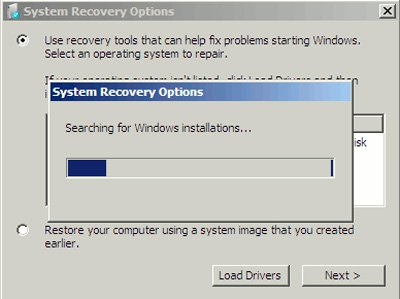 System Recovery Options
Use recovery tools that can help fix problems starting Windows.
Select an operating system to repair.
If your operating system isn't listed, click Load Drivers and then
System Recovery Options
Searching for Windows installations...
isk
Restore your computer using a system image that you created
earlier.
Load Drivers
Next >